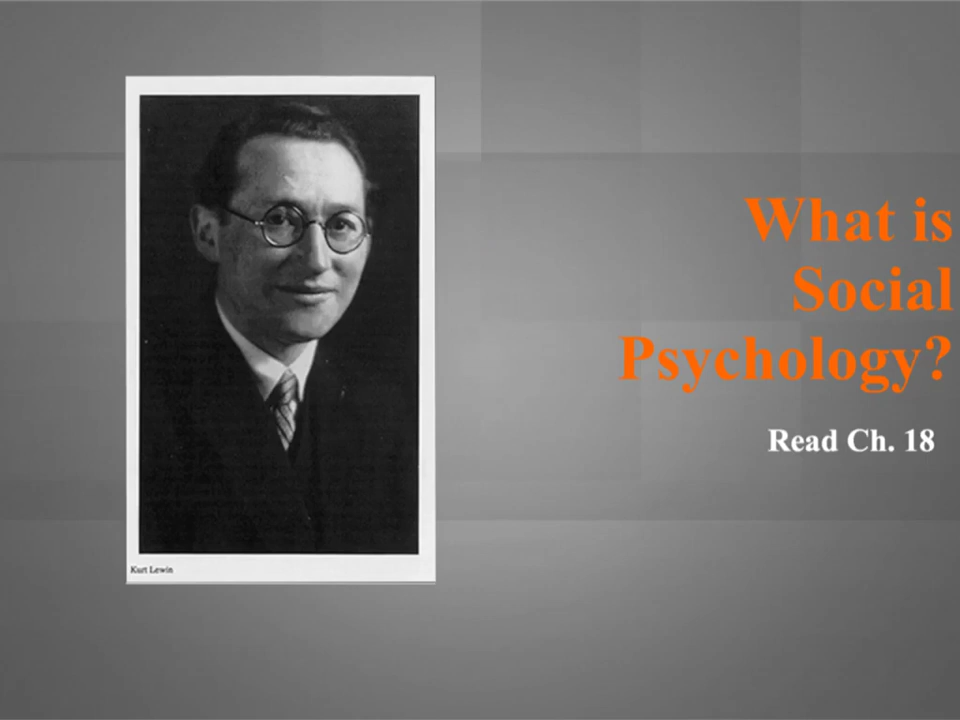 What is
Social
Psychology?
Read Ch. 18
Kurt Lewin